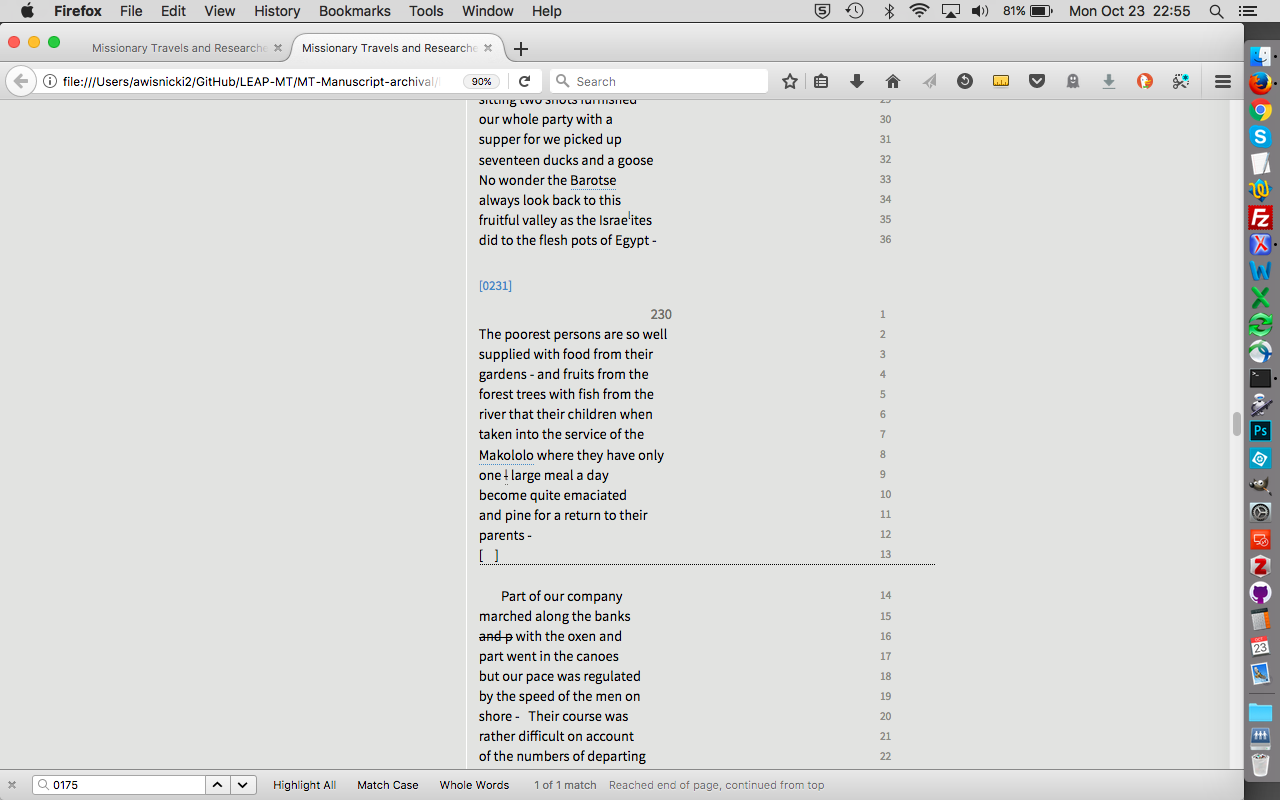 Firefox File Edit View History Bookmarks Tools Window Help 81% Mon Oct 23 22:55
Missionary Travels and Researche Missionary Travels and Researche
file:///Users/awisnicki2/GitHub/LEAP-MT/MT-Manuscript-archival/ 90% Search
sitting two shots furnished 29
our whole party with a 30
supper for we picked up 31
seventeen ducks and a goose 32
No wonder the Barotse 33
always look back to this 34
fruitful valley as the Israelites 35
did to the flesh pots of Egypt - 36
[0231]
230 1
The poorest persons are so well 2
supplied with food from their 3
gardens - and fruits from the 4
forest trees with fish from the 5
river that their children when 6
taken into the service of the 7
Makololo where they have only 8
one l large meal a day 9
become quite emaciated 10
and pine for a return to their 11
parents - 12
[ ] 13
Part of our company 14
marched along the banks 15
and p with the oxen and 16
part went in the canoes 17
but our pace was regulated 18
by the speed of the men on 19
shore - Their course was 20
rather difficult on account 21
of the numbers of departing 22
0175 Highlight All Match Case Whole Words 1 of 1 match Reached end of page, continued from top